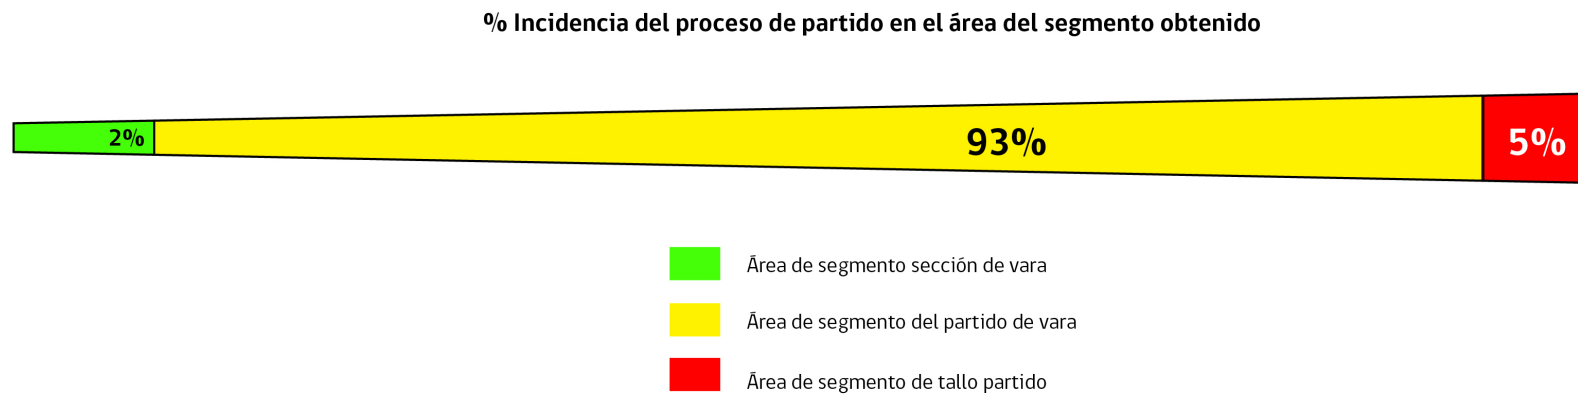 % Incidencia del proceso de partido en el área del segmento obtenido
2%
93%
5%
Área de segmento sección de vara
Área de segmento del partido de vara
Área de segmento de tallo partido